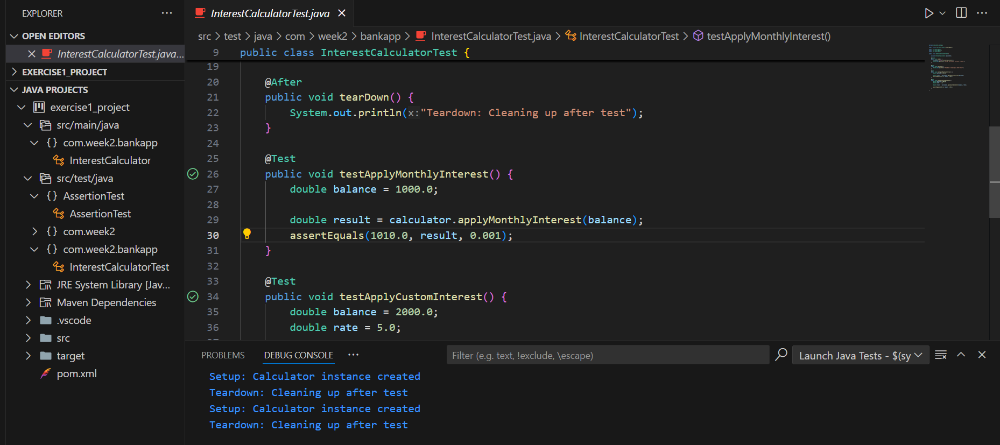 EXPLORER
OPEN EDITORS
InterestCalculatorTest.java...
EXERCISE1_PROJECT
JAVA PROJECTS
exercise1_project
src/main/java
{} com.week2.bankapp
InterestCalculator
src/test/java
{} AssertionTest
AssertionTest
{} com.week2
{} com.week2.bankapp
InterestCalculatorTest
JRE System Library [Jav...
Maven Dependencies
.vscode
src
target
pom.xml
InterestCalculatorTest.java
src > test > java > com > week2 > bankapp > InterestCalculatorTest.java > InterestCalculatorTest > testApplyMonthlyInterest()
9 public class InterestCalculatorTest {
19
20 @After
21 public void tearDown() {
22 System.out.println(x:"Teardown: Cleaning up after test");
23 }
24
25 @Test
26 public void testApplyMonthlyInterest() {
27 double balance = 1000.0;
28
29 double result = calculator.applyMonthlyInterest(balance);
30 assertEquals(1010.0, result, 0.001);
31 }
32
33 @Test
34 public void testApplyCustomInterest() {
35 double balance = 2000.0;
36 double rate = 5.0;
PROBLEMS DEBUG CONSOLE
Filter (e.g. text, !exclude, \escape)
Launch Java Tests - $(sy
Setup: Calculator instance created
Teardown: Cleaning up after test
Setup: Calculator instance created
Teardown: Cleaning up after test